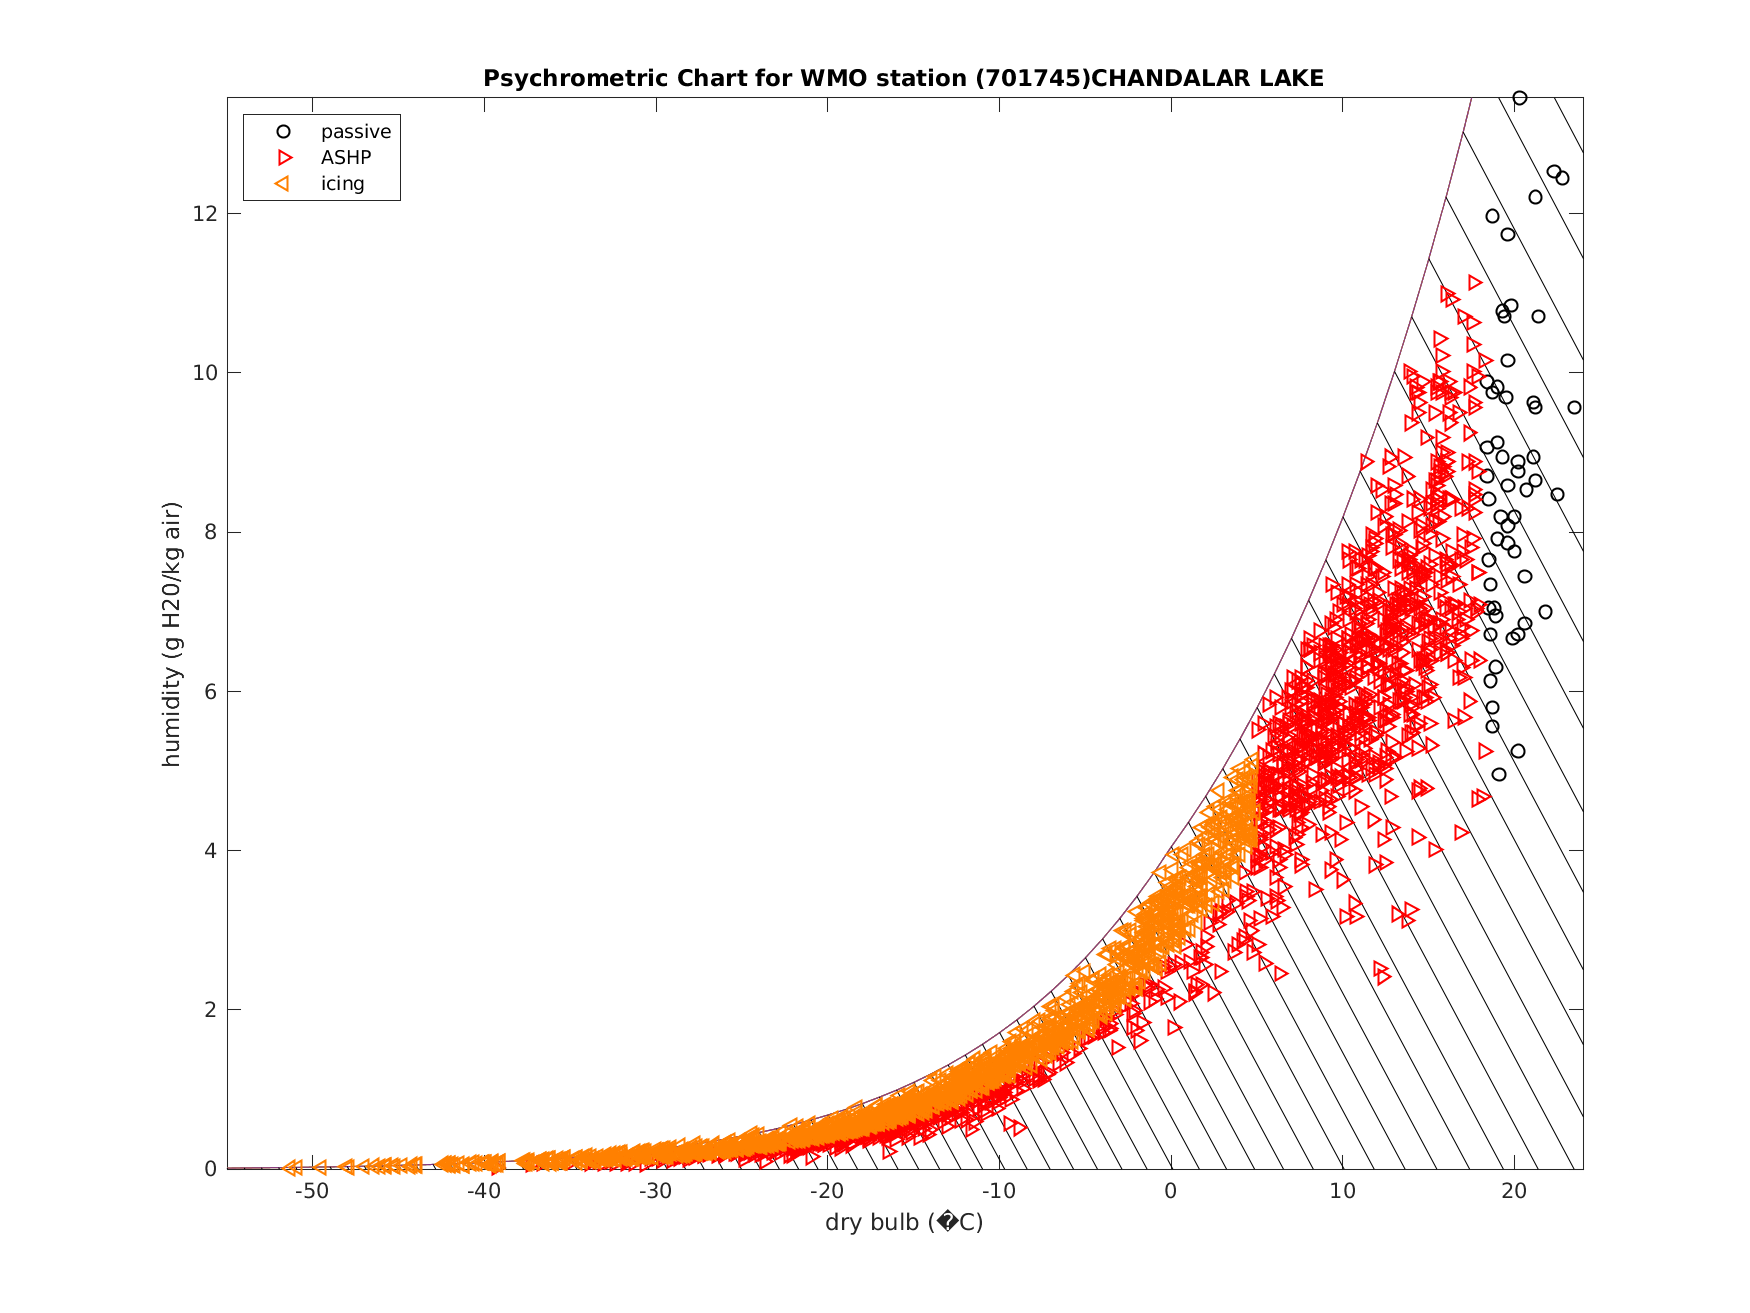 Psychrometric Chart for WMO station (701745)CHANDALAR LAKE
passive
ASHP
icing
humidity (g H20/kg air)
12
10
8
6
4
2
0
-50 -40 -30 -20 -10 0 10 20
dry bulb (�C)